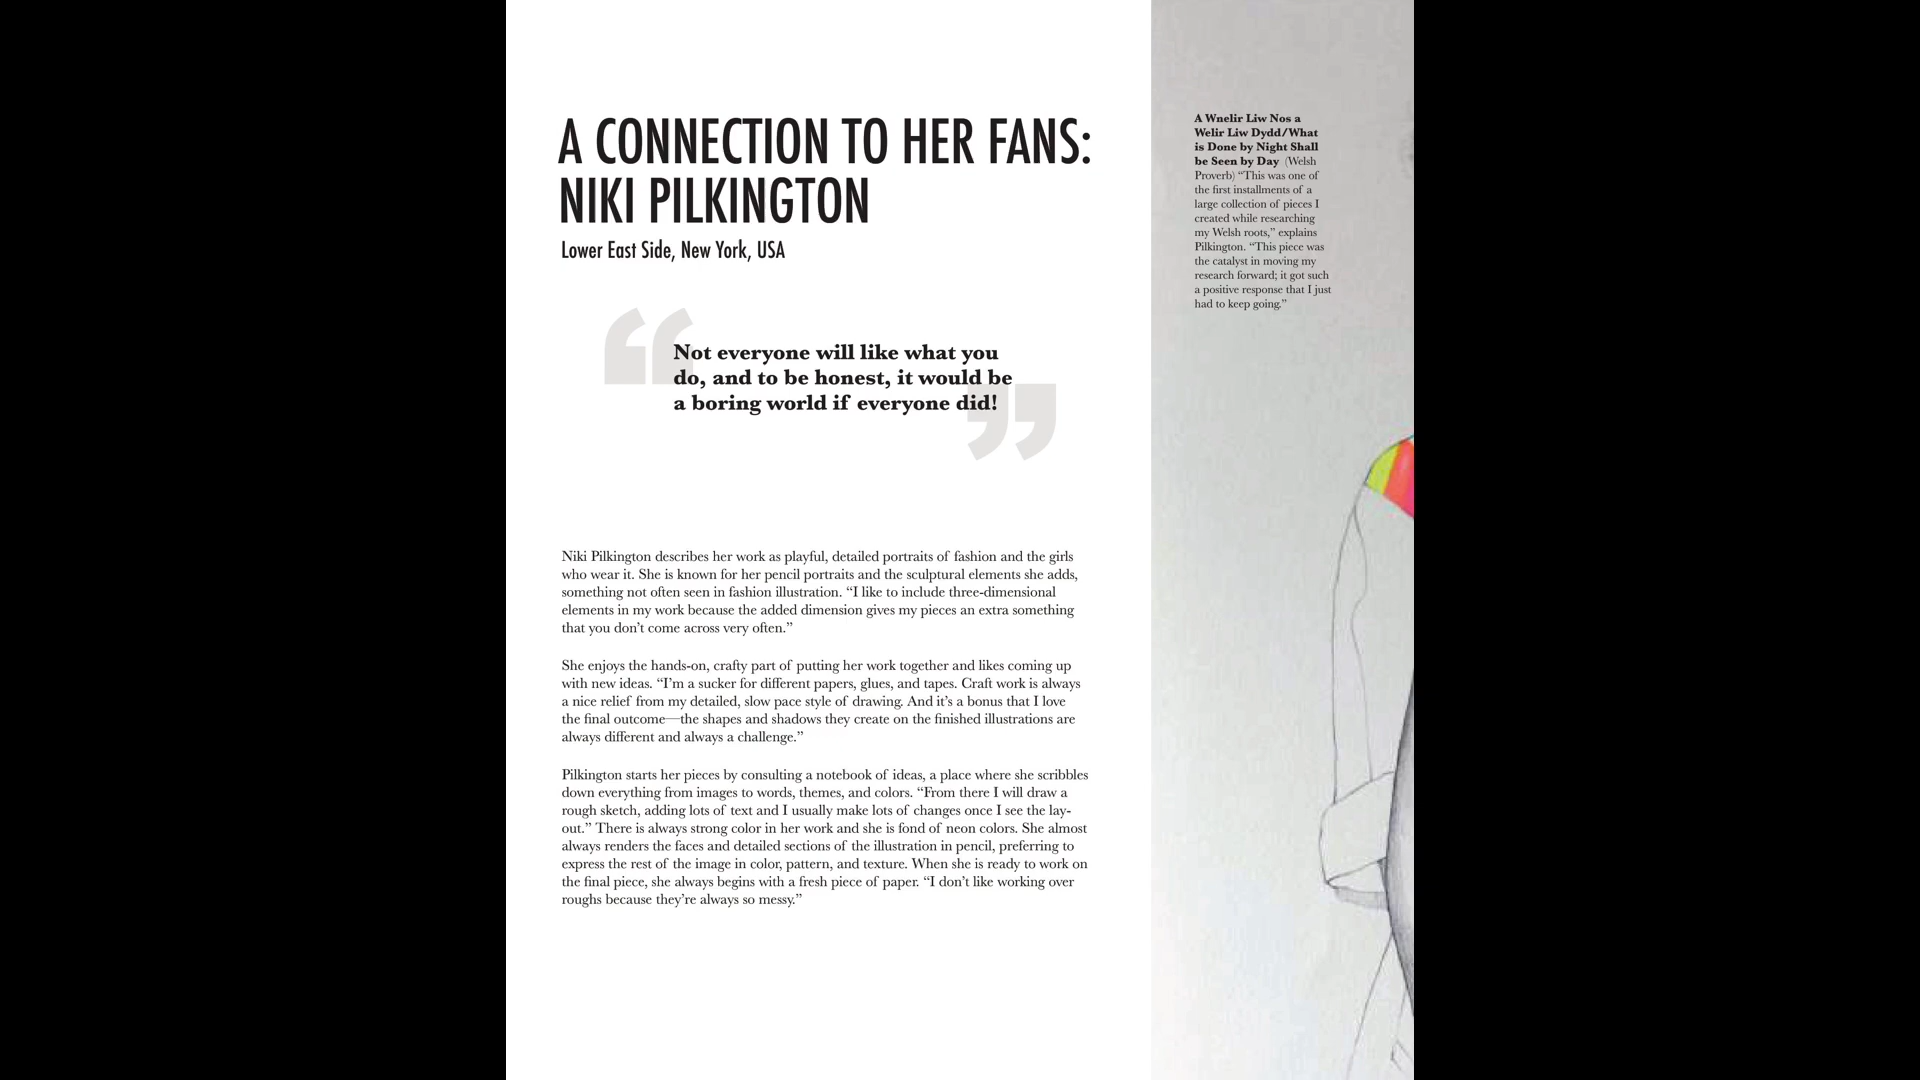 A CONNECTION TO HER FANS:
NIKI PILKINGTON
Lower East Side, New York, USA
“
Not everyone will like what you
do, and to be honest, it would be
a boring world if everyone did!
”
Niki Pilkington describes her work as playful, detailed portraits of fashion and the girls
who wear it. She is known for her pencil portraits and the sculptural elements she adds,
something not often seen in fashion illustration. “I like to include three-dimensional
elements in my work because the added dimension gives my pieces an extra something
that you don’t come across very often.”
She enjoys the hands-on, crafty part of putting her work together and likes coming up
with new ideas. “I’m a sucker for different papers, glues, and tapes. Craft work is always
a nice relief from my detailed, slow pace style of drawing. And it’s a bonus that I love
the final outcome—the shapes and shadows they create on the finished illustrations are
always different and always a challenge.”
Pilkington starts her pieces by consulting a notebook of ideas, a place where she scribbles
down everything from images to words, themes, and colors. “From there I will draw a
rough sketch, adding lots of text and I usually make lots of changes once I see the lay-
out.” There is always strong color in her work and she is fond of neon colors. She almost
always renders the faces and detailed sections of the illustration in pencil, preferring to
express the rest of the image in color, pattern, and texture. When she is ready to work on
the final piece, she always begins with a fresh piece of paper. “I don’t like working over
roughs because they’re always so messy.”
A Wnelir Liw Nos a
Welir Liw Dydd/What
is Done by Night Shall
be Seen by Day (Welsh
Proverb) “This was one of
the first installments of a
large collection of pieces I
created while researching
my Welsh roots,” explains
Pilkington. “This piece was
the catalyst in moving my
research forward; it got such
a positive response that I just
had to keep going.”